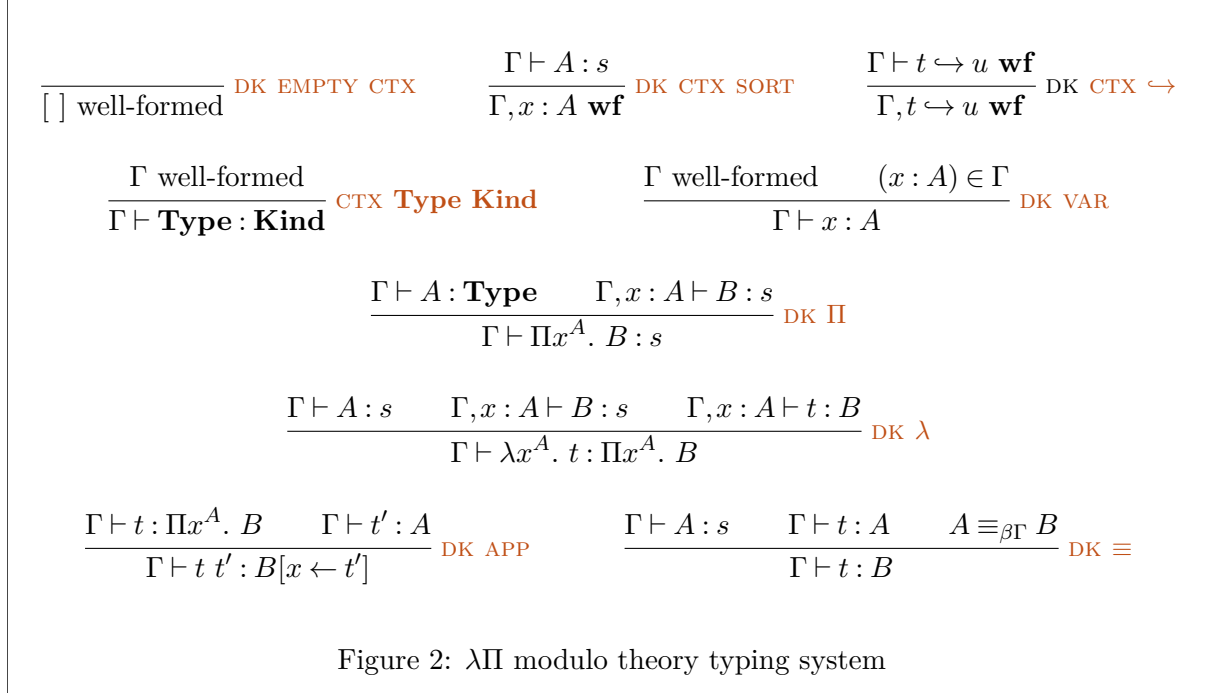 Γ ⊢ A : s Γ ⊢ t ↪ u wf
[ ] well-formed DK EMPTY CTX Γ, x : A wf DK CTX SORT Γ, t ↪ u wf DK CTX ↪
Γ well-formed Γ well-formed (x : A) ∈ Γ
Γ ⊢ Type : Kind CTX Type Kind Γ ⊢ x : A DK VAR
Γ ⊢ A : Type Γ, x : A ⊢ B : s
Γ ⊢ Πx^A. B : s DK Π
Γ ⊢ A : s Γ, x : A ⊢ B : s Γ, x : A ⊢ t : B
Γ ⊢ λx^A. t : Πx^A. B DK λ
Γ ⊢ t : Πx^A. B Γ ⊢ t′ : A Γ ⊢ A : s Γ ⊢ t : A A ≡_βΓ B
Γ ⊢ t t′ : B[x ← t′] DK APP Γ ⊢ t : B DK ≡
Figure 2: λΠ modulo theory typing system